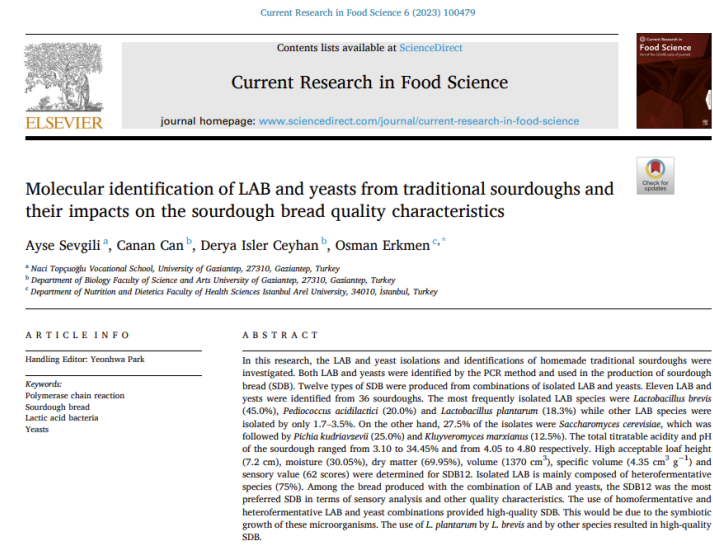 Current Research in Food Science 6 (2023) 100479
Contents lists available at ScienceDirect
Current Research in Food Science
journal homepage: www.sciencedirect.com/journal/current-research-in-food-science
ELSEVIER
Current Research in
Food Science
Check for
updates
Molecular identification of LAB and yeasts from traditional sourdoughs and
their impacts on the sourdough bread quality characteristics
Ayse Sevgili a, Canan Can b, Derya Isler Ceyhan b, Osman Erkmen c,*
a Naci Topçuoğlu Vocational School, University of Gaziantep, 27310, Gaziantep, Turkey
b Department of Biology Faculty of Science and Arts University of Gaziantep, 27310, Gaziantep, Turkey
c Department of Nutrition and Dietetics Faculty of Health Sciences Istanbul Arel University, 34010, İstanbul, Turkey
ARTICLE INFO
Handling Editor: Yeonhwa Park
Keywords:
Polymerase chain reaction
Sourdough bread
Lactic acid bacteria
Yeasts
ABSTRACT
In this research, the LAB and yeast isolations and identifications of homemade traditional sourdoughs were
investigated. Both LAB and yeasts were identified by the PCR method and used in the production of sourdough
bread (SDB). Twelve types of SDB were produced from combinations of isolated LAB and yeasts. Eleven LAB and
yests were identified from 36 sourdoughs. The most frequently isolated LAB species were Lactobacillus brevis
(45.0%), Pediococcus acidilactici (20.0%) and Lactobacillus plantarum (18.3%) while other LAB species were
isolated by only 1.7–3.5%. On the other hand, 27.5% of the isolates were Saccharomyces cerevisiae, which was
followed by Pichia kudriavzevii (25.0%) and Kluyveromyces marxianus (12.5%). The total titratable acidity and pH
of the sourdough ranged from 3.10 to 34.45% and from 4.05 to 4.80 respectively. High acceptable loaf height
(7.2 cm), moisture (30.05%), dry matter (69.95%), volume (1370 cm³), specific volume (4.35 cm³ g⁻¹) and
sensory value (62 scores) were determined for SDB12. Isolated LAB is mainly composed of heterofermentative
species (75%). Among the bread produced with the combination of LAB and yeasts, the SDB12 was the most
preferred SDB in terms of sensory analysis and other quality characteristics. The use of homofermentative and
heterofermentative LAB and yeast combinations provided high-quality SDB. This would be due to the symbiotic
growth of these microorganisms. The use of L. plantarum by L. brevis and by other species resulted in high-quality
SDB.